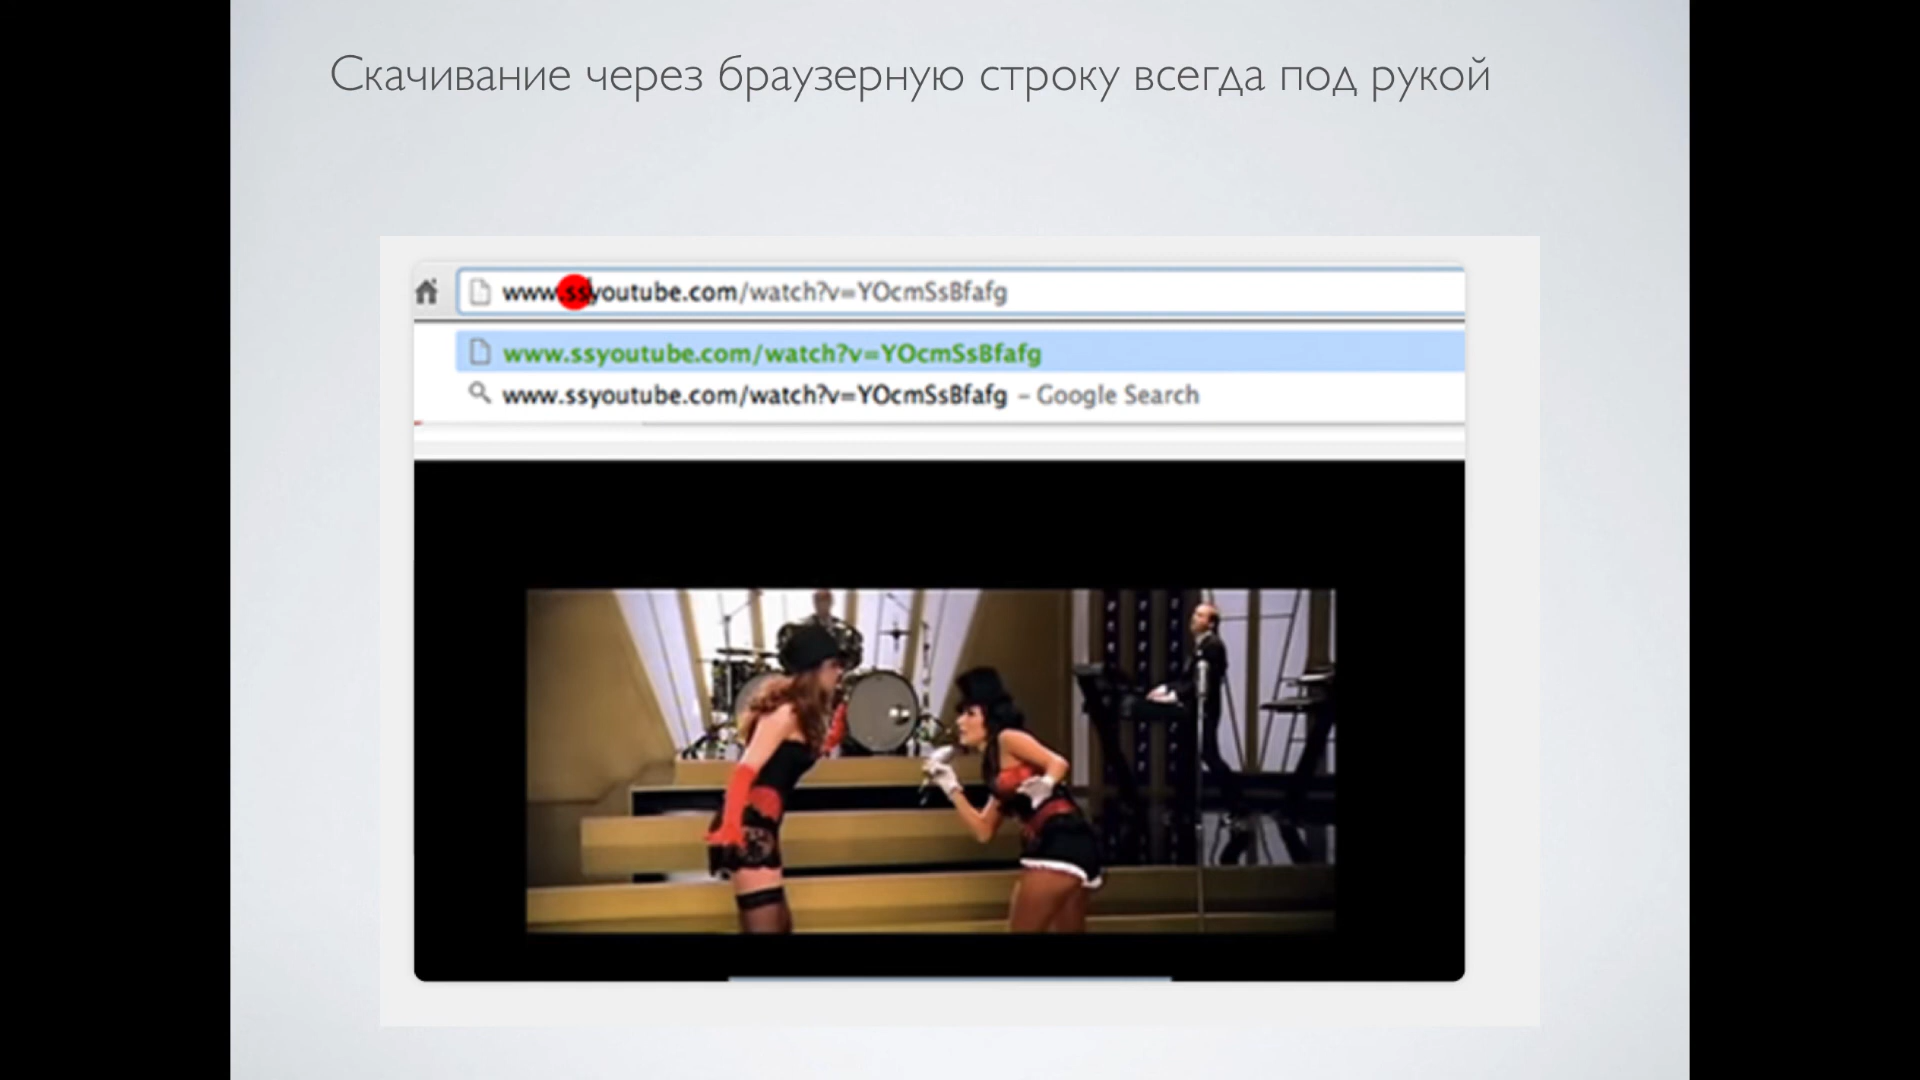 Скачивание через браузерную строку всегда под рукой
www.ssyoutube.com/watch?v=YOcmSsBfafg
www.ssyoutube.com/watch?v=YOcmSsBfafg
www.ssyoutube.com/watch?v=YOcmSsBfafg – Google Search